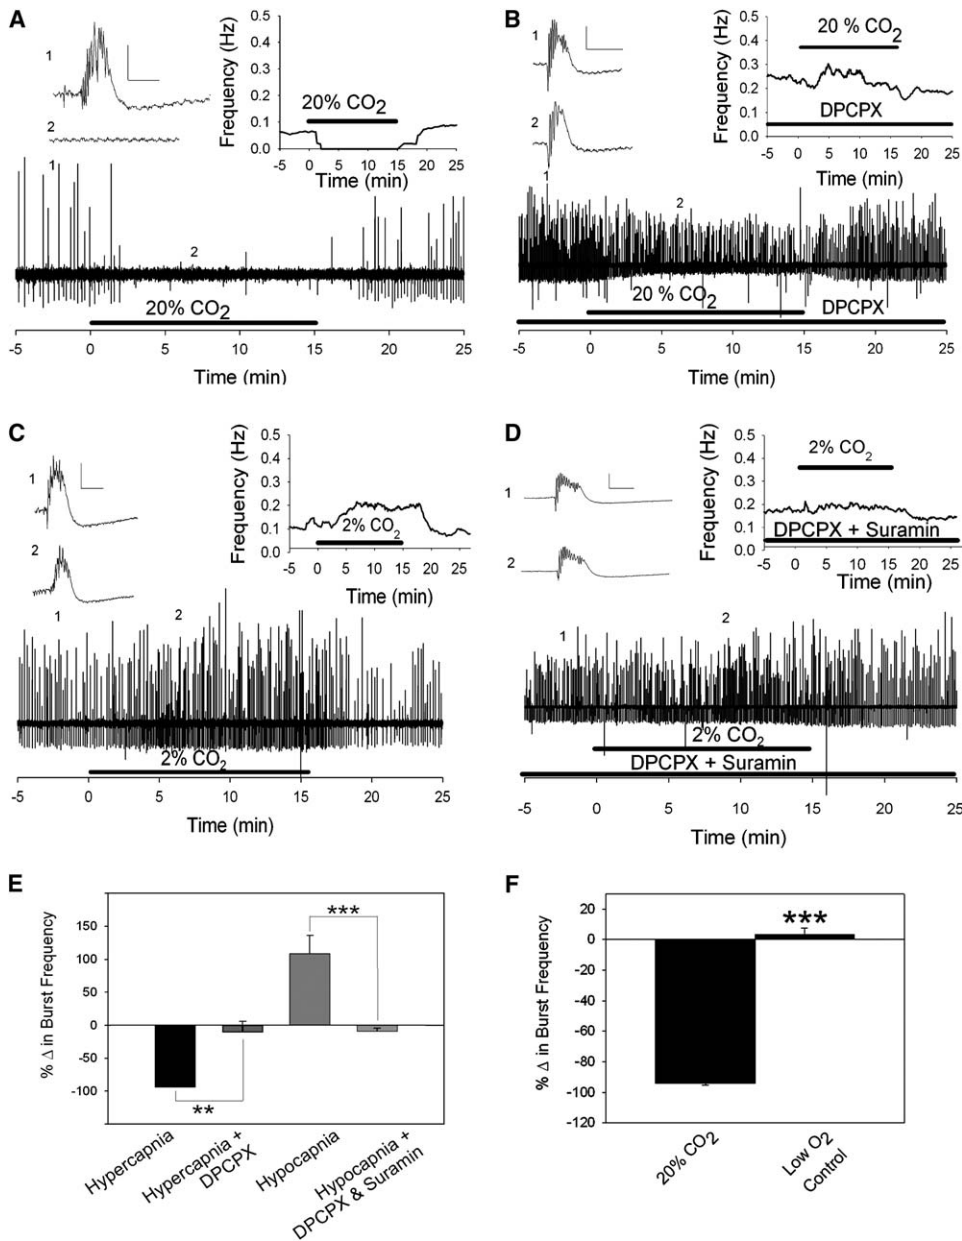 A
1
2
Frequency (Hz)
0.5
0.4
0.3
0.2
0.1
0.0
20% CO2
-5 0 5 10 15 20 25
Time (min)
1
2
20% CO2
-5 0 5 10 15 20 25
Time (min)
B
1
2
Frequency (Hz)
0.5
0.4
0.3
0.2
0.1
0.0
20 % CO2
DPCPX
-5 0 5 10 15 20 25
Time (min)
1
2
20 % CO2
DPCPX
-5 0 5 10 15 20 25
Time (min)
C
1
2
Frequency (Hz)
0.5
0.4
0.3
0.2
0.1
0.0
2% CO2
-5 0 5 10 15 20 25
Time (min)
1
2
2% CO2
-5 0 5 10 15 20 25
Time (min)
D
1
2
Frequency (Hz)
0.5
0.4
0.3
0.2
0.1
0.0
2% CO2
DPCPX + Suramin
-5 0 5 10 15 20 25
Time (min)
1
2
2% CO2
DPCPX + Suramin
-5 0 5 10 15 20 25
Time (min)
E
% Δ in Burst Frequency
150
100
50
0
-50
-100
***
**
Hypercapnia
Hypercapnia +
DPCPX
Hypocapnia
Hypocapnia +
DPCPX & Suramin
F
% Δ in Burst Frequency
20
0
-20
-40
-60
-80
-100
-120
***
20% CO2
Low O2
Control